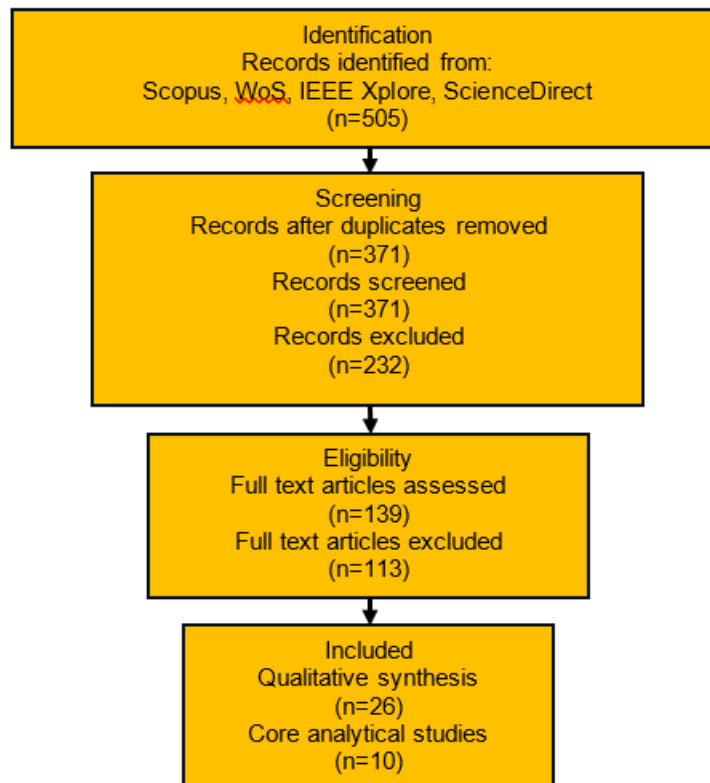 Identification
Records identified from:
Scopus, WoS, IEEE Xplore, ScienceDirect
(n=505)
Screening
Records after duplicates removed
(n=371)
Records screened
(n=371)
Records excluded
(n=232)
Eligibility
Full text articles assessed
(n=139)
Full text articles excluded
(n=113)
Included
Qualitative synthesis
(n=26)
Core analytical studies
(n=10)